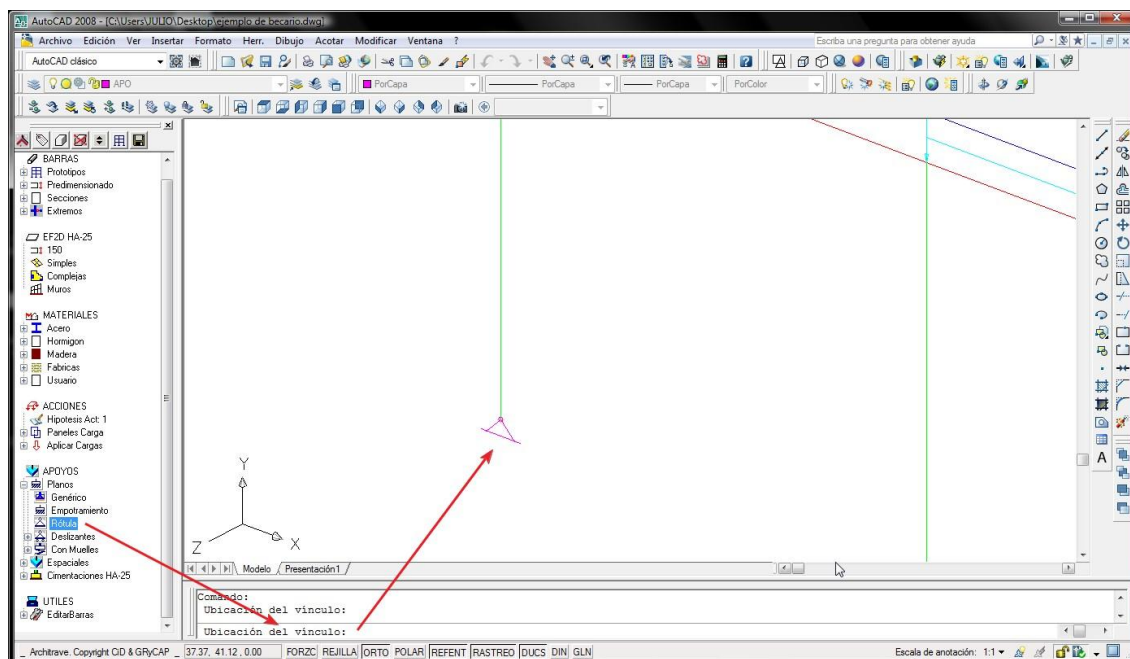 AutoCAD 2008 - [C:\Users\JULIO\Desktop\ejemplo de becario.dwg]
Archivo Edición Ver Insertar Formato Herr. Dibujo Acotar Modificar Ventana ?
Escriba una pregunta para obtener ayuda
AutoCAD clásico
APO
PorCapa
PorCapa
PorCapa
PorColor
BARRAS
Prototipos
Predimensionado
Secciones
Extremos
EF2D HA-25
150
Simples
Complejas
Muros
MATERIALES
Acero
Hormigon
Madera
Fabricas
Usuario
ACCIONES
Hipotesis Act: 1
Paneles Carga
Aplicar Cargas
APOYOS
Planos
Genérico
Empotramiento
Rótula
Deslizantes
Con Muelles
Espaciales
Cimentaciones HA-25
UTILES
EditarBarras
Y
Z
X
A
Modelo Presentación1
Comando:
Ubicación del vínculo:
Ubicación del vínculo:
Architrave. Copyright CiD & GRyCAP
37.37, 41.12, 0.00
FORZC REJILLA ORTO POLAR REFENT RASTREO DUCS DIN GLN
Escala de anotación: 1:1